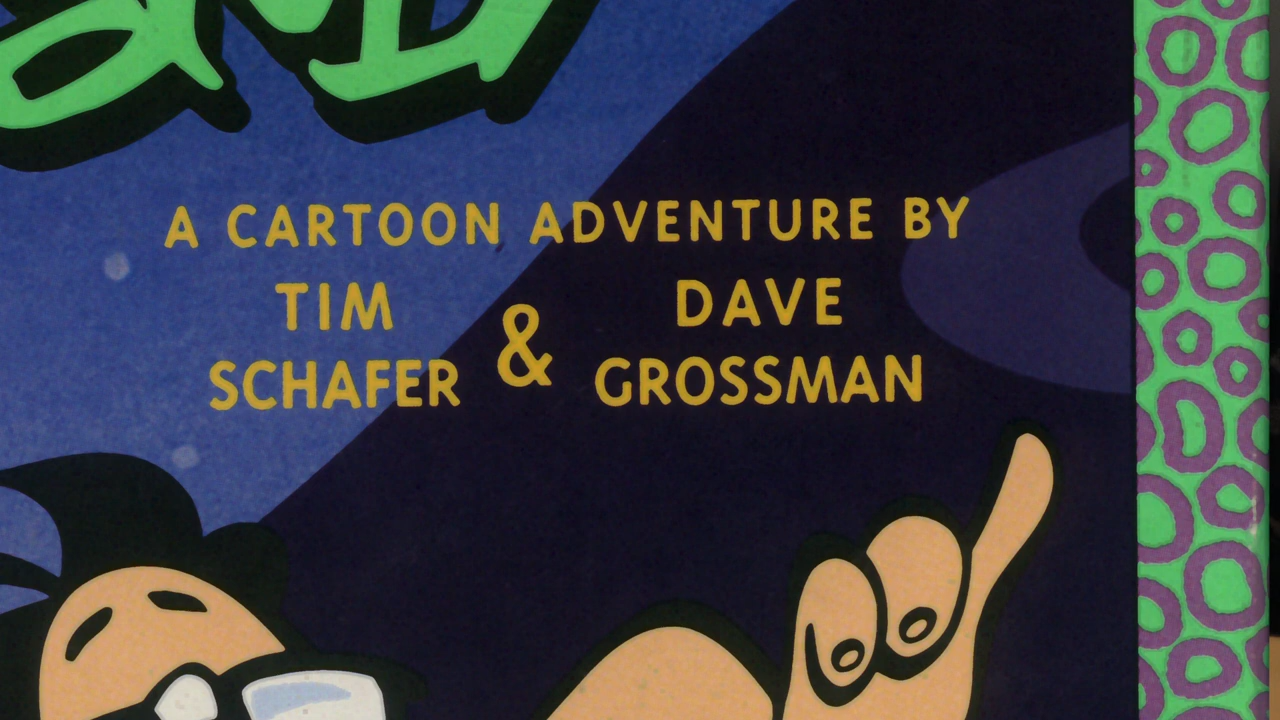 A CARTOON ADVENTURE BY
TIM
SCHAFER
&
DAVE
GROSSMAN